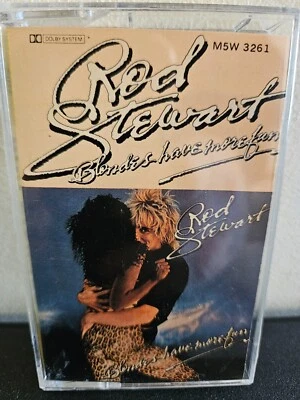 DOLBY SYSTEM
M5W 3261
Rod
Stewart
Blondes have more fun
Rod
Stewart
Blondes have more fun